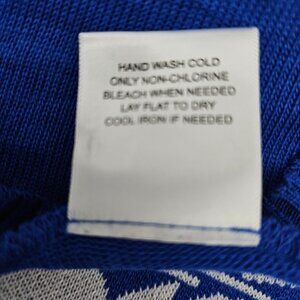 HAND WASH COLD
ONLY NON-CHLORINE
BLEACH WHEN NEEDED
LAY FLAT TO DRY
COOL IRON IF NEEDED